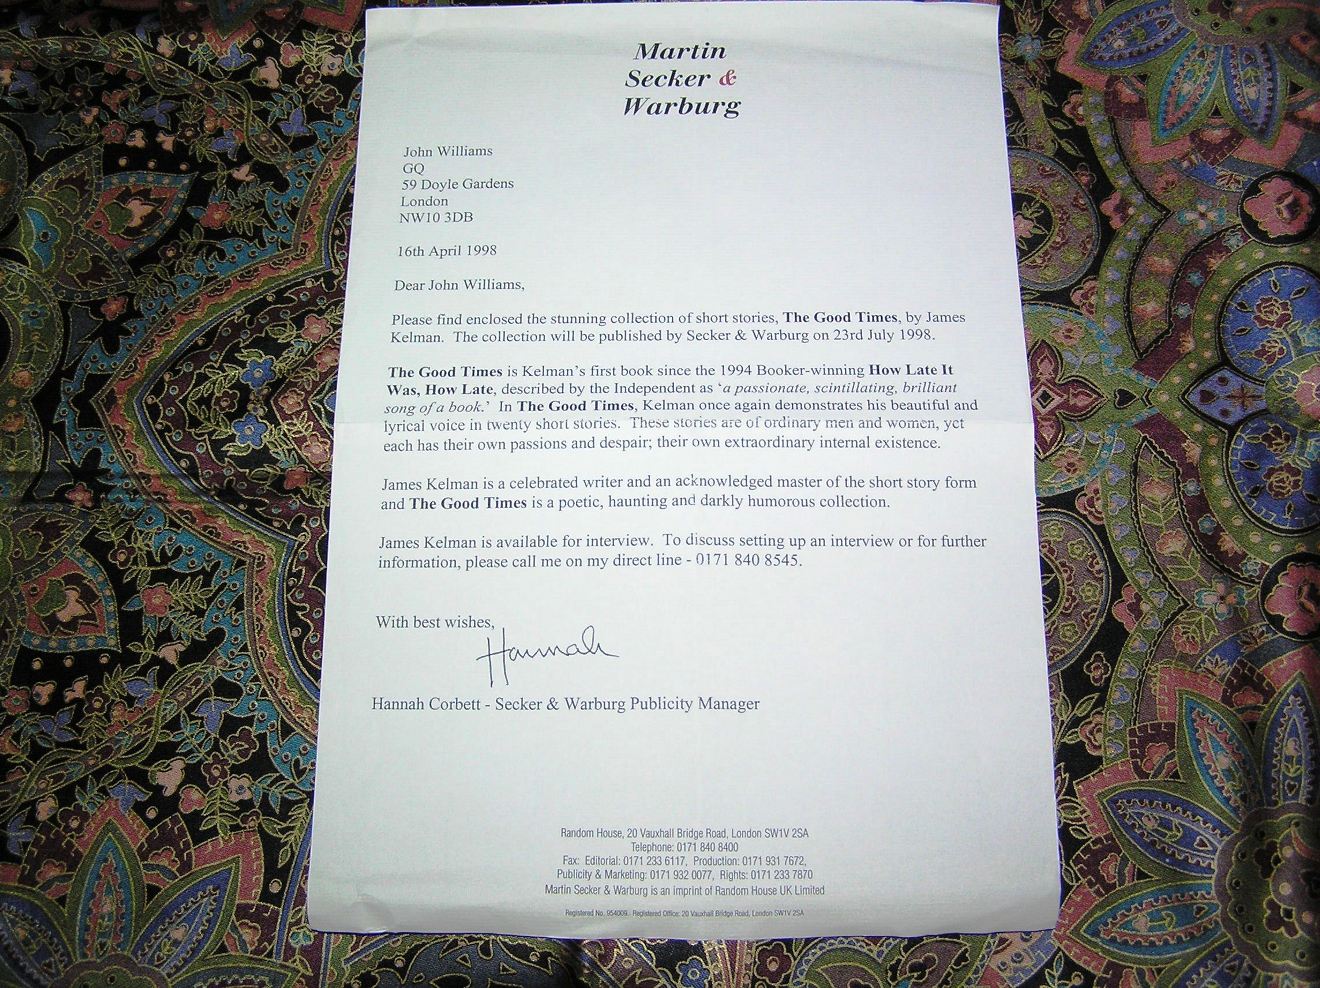 Martin
Secker &
Warburg
John Williams
GQ
59 Doyle Gardens
London
NW10 3DB
16th April 1998
Dear John Williams,
Please find enclosed the stunning collection of short stories, The Good Times, by James
Kelman. The collection will be published by Secker & Warburg on 23rd July 1998.
The Good Times is Kelman's first book since the 1994 Booker-winning How Late It
Was, How Late, described by the Independent as 'a passionate, scintillating, brilliant
song of a book.' In The Good Times, Kelman once again demonstrates his beautiful and
lyrical voice in twenty short stories. These stories are of ordinary men and women, yet
each has their own passions and despair; their own extraordinary internal existence.
James Kelman is a celebrated writer and an acknowledged master of the short story form
and The Good Times is a poetic, haunting and darkly humorous collection.
James Kelman is available for interview. To discuss setting up an interview or for further
information, please call me on my direct line - 0171 840 8545.
With best wishes,
Hannah
Hannah Corbett - Secker & Warburg Publicity Manager
Random House, 20 Vauxhall Bridge Road, London SW1V 2SA
Telephone: 0171 840 8400
Fax: Editorial: 0171 233 6117, Production: 0171 931 7672,
Publicity & Marketing: 0171 932 0077, Rights: 0171 233 7870
Martin Secker & Warburg is an imprint of Random House UK Limited
Registered No. 954009. Registered Office: 20 Vauxhall Bridge Road, London SW1V 2SA